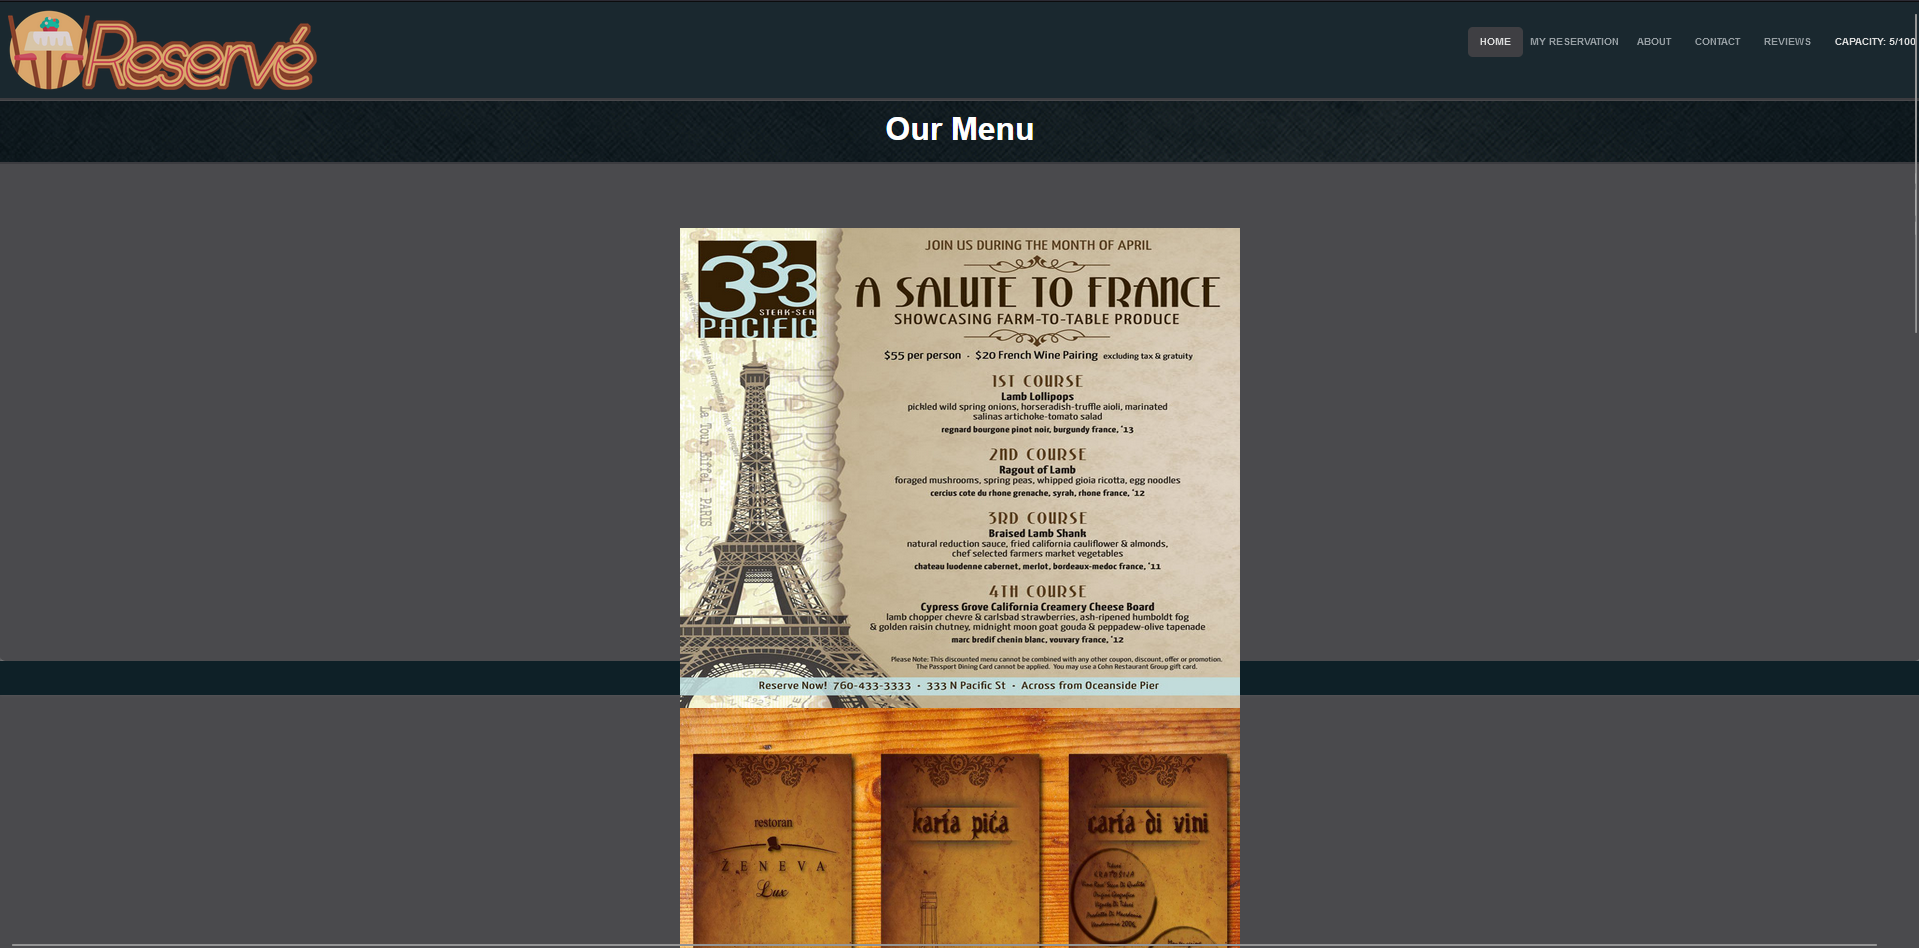 Reservé
HOME MY RESERVATION ABOUT CONTACT REVIEWS CAPACITY: 5/100
Our Menu
333
STEAK+SEA
PACIFIC
JOIN US DURING THE MONTH OF APRIL
A SALUTE TO FRANCE
SHOWCASING FARM-TO-TABLE PRODUCE
$55 per person · $20 French Wine Pairing excluding tax & gratuity
1ST COURSE
Lamb Lollipops
pickled wild spring onions, horseradish-truffle aioli, marinated
salinas artichoke-tomato salad
regnard bourgone pinot noir, burgundy france, '13
2ND COURSE
Ragout of Lamb
foraged mushrooms, spring peas, whipped gioia ricotta, egg noodles
cercius cote du rhone grenache, syrah, rhone france, '12
3RD COURSE
Braised Lamb Shank
natural reduction sauce, fried california cauliflower & almonds,
chef selected farmers market vegetables
chateau luodenne cabernet, merlot, bordeaux-medoc france, '11
4TH COURSE
Cypress Grove California Creamery Cheese Board
lamb chopper chevre & carlsbad strawberries, ash-ripened humboldt fog
& golden raisin chutney, midnight moon goat gouda & peppadew-olive tapenade
marc bredif chenin blanc, vouvary france, '12
Please Note: This discounted menu cannot be combined with any other coupon, discount, offer or promotion.
The Passport Dining Card cannot be applied. You may use a Cohn Restaurant Group gift card.
Reserve Now! 760-433-3333 · 333 N Pacific St · Across from Oceanside Pier
La Tour Eiffel - PARIS
PARIS
restoran
ŽENEVA
Lux
karta pića
carta di vini
KRATOŠIJA